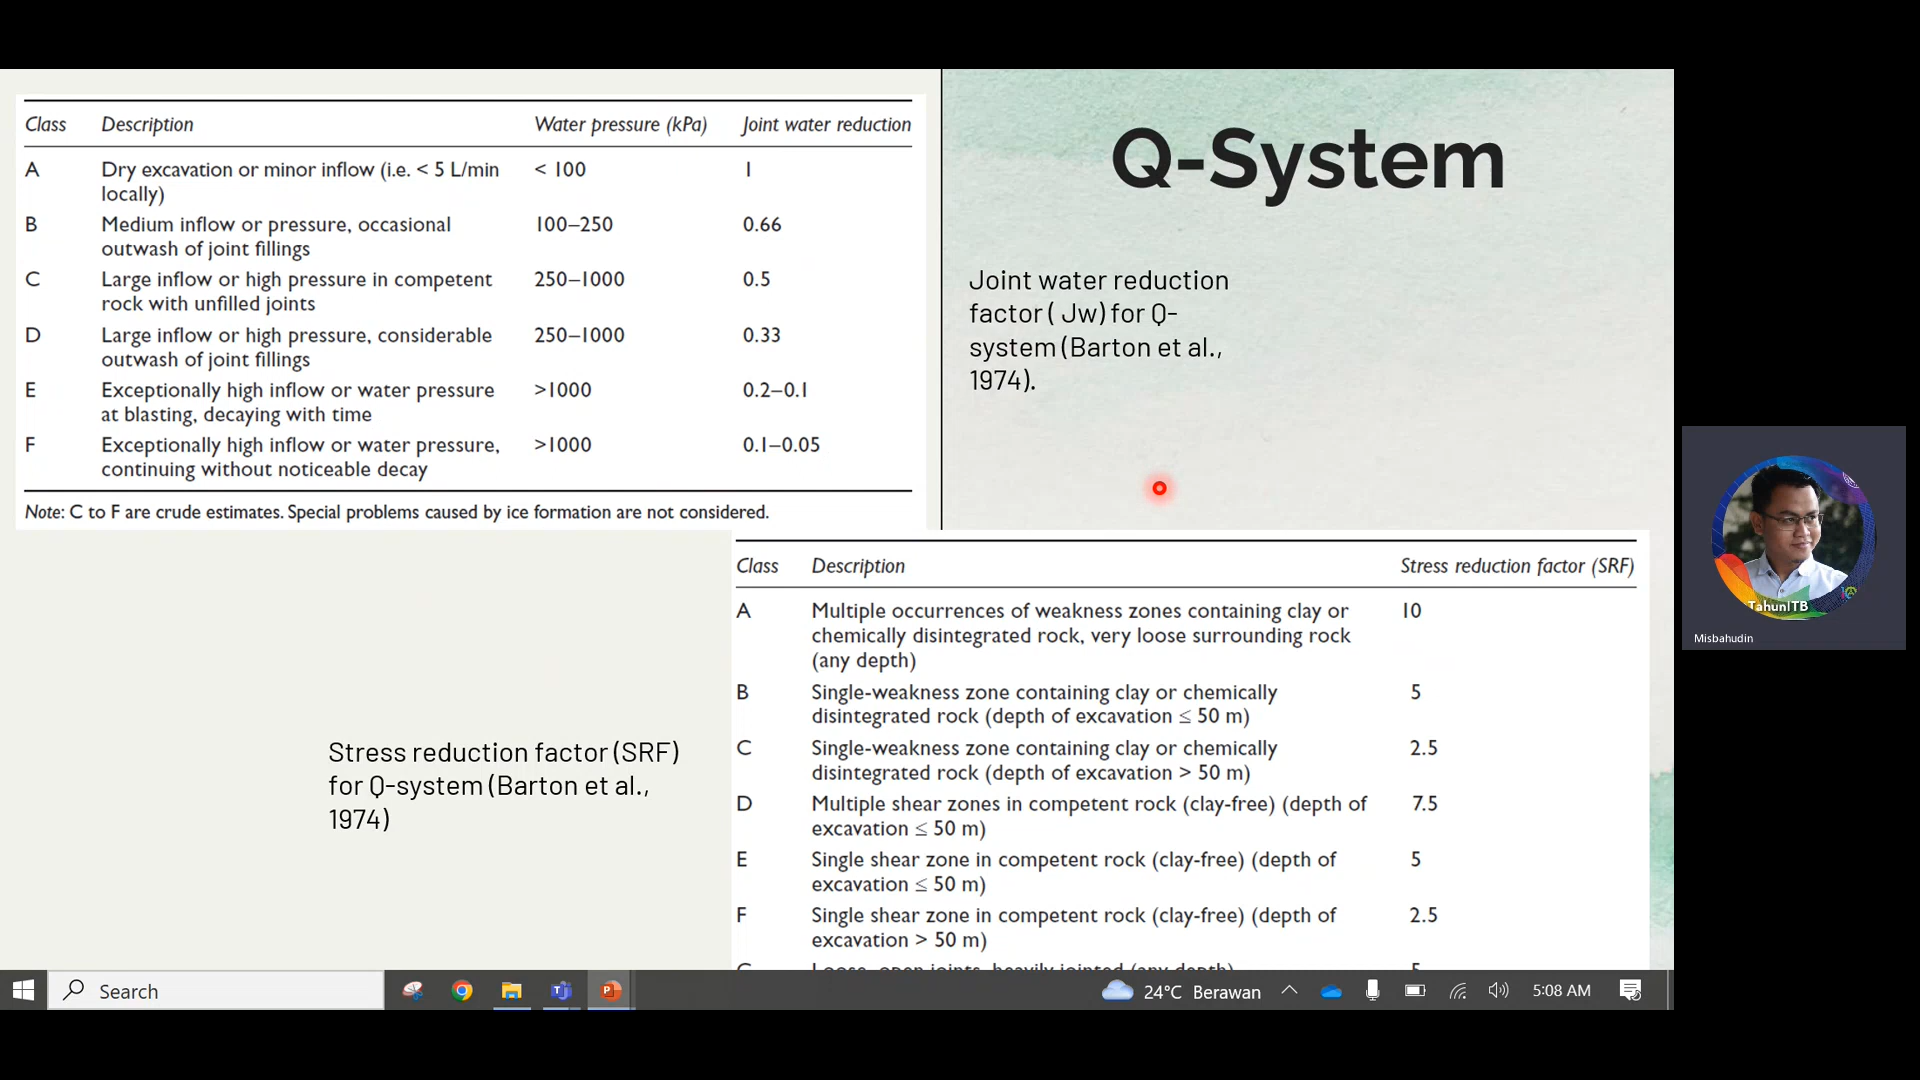 Class Description Water pressure (kPa) Joint water reduction
A Dry excavation or minor inflow (i.e. < 5 L/min < 100 1
locally)
B Medium inflow or pressure, occasional 100–250 0.66
outwash of joint fillings
C Large inflow or high pressure in competent 250–1000 0.5
rock with unfilled joints
D Large inflow or high pressure, considerable 250–1000 0.33
outwash of joint fillings
E Exceptionally high inflow or water pressure >1000 0.2–0.1
at blasting, decaying with time
F Exceptionally high inflow or water pressure, >1000 0.1–0.05
continuing without noticeable decay
Note: C to F are crude estimates. Special problems caused by ice formation are not considered.
Q-System
Joint water reduction
factor ( Jw) for Q-
system (Barton et al.,
1974).
Stress reduction factor (SRF)
for Q-system (Barton et al.,
1974)
Class Description Stress reduction factor (SRF)
A Multiple occurrences of weakness zones containing clay or 10
chemically disintegrated rock, very loose surrounding rock
(any depth)
B Single-weakness zone containing clay or chemically 5
disintegrated rock (depth of excavation ≤ 50 m)
C Single-weakness zone containing clay or chemically 2.5
disintegrated rock (depth of excavation > 50 m)
D Multiple shear zones in competent rock (clay-free) (depth of 7.5
excavation ≤ 50 m)
E Single shear zone in competent rock (clay-free) (depth of 5
excavation ≤ 50 m)
F Single shear zone in competent rock (clay-free) (depth of 2.5
excavation > 50 m)
G Loose, open joints, heavily jointed (any depth) 5
TahunITB
Misbahudin
Search
24°C Berawan
5:08 AM